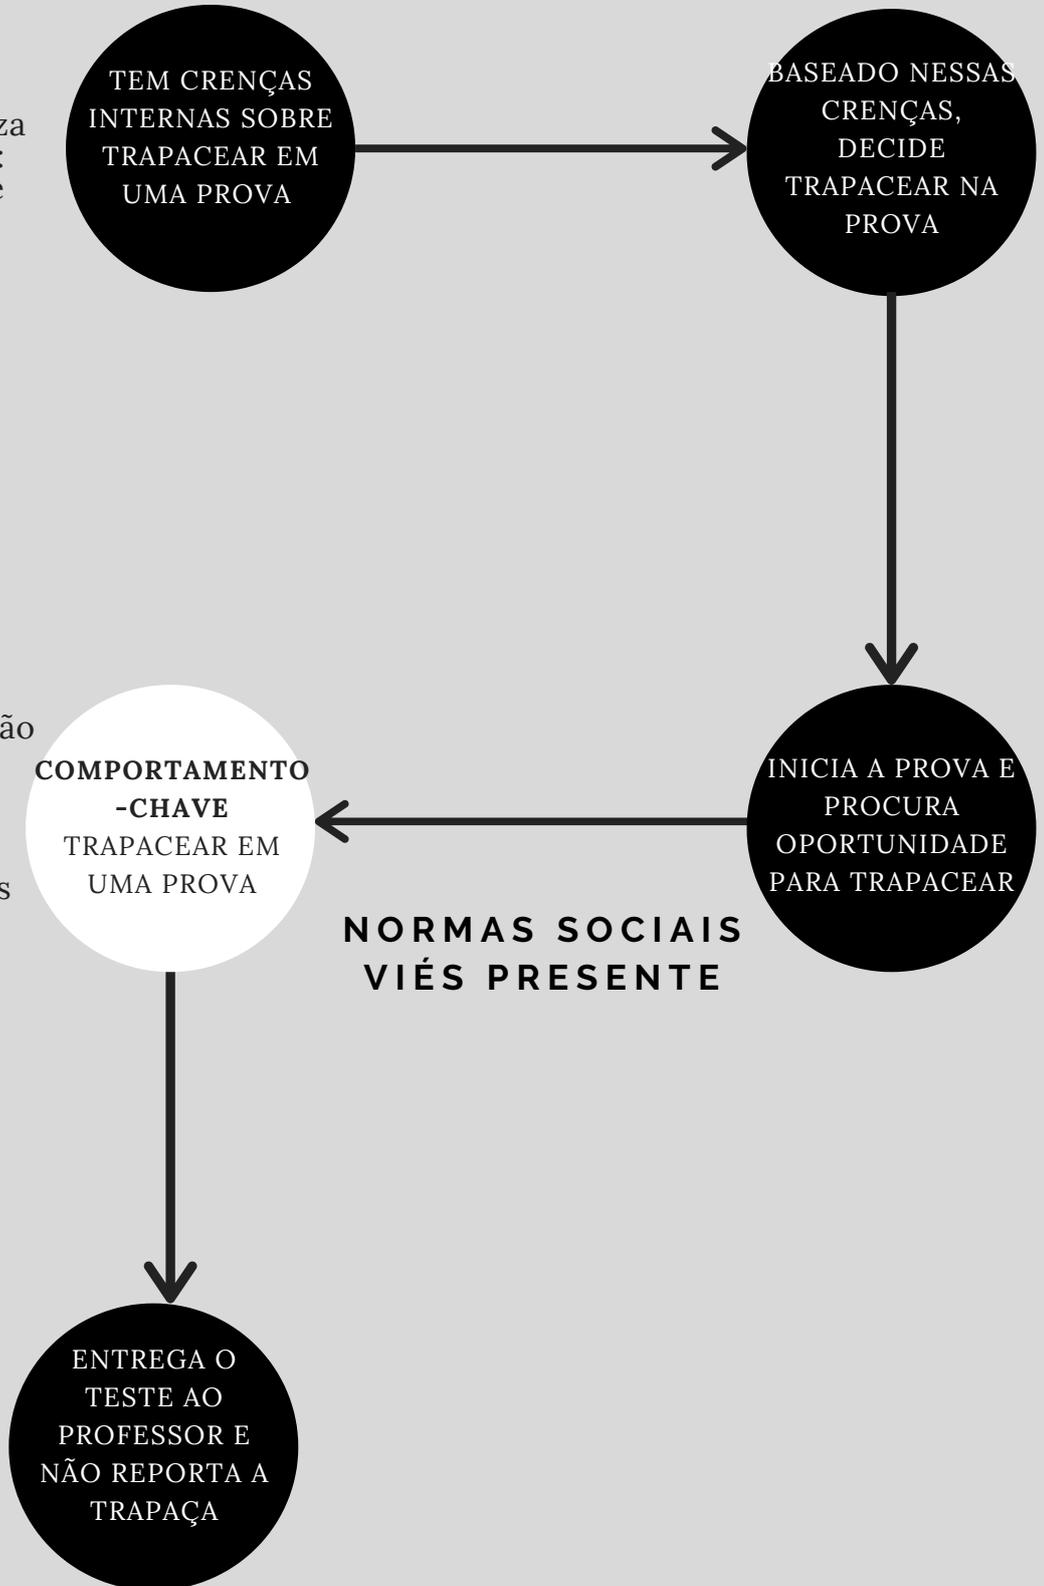 TEM CRENÇAS
INTERNAS SOBRE
TRAPACEAR EM
UMA PROVA
BASEADO NESSAS
CRENÇAS,
DECIDE
TRAPACEAR NA
PROVA
za
:
e
INICIA A PROVA E
PROCURA
OPORTUNIDADE
PARA TRAPACEAR
ão
COMPORTAMENTO
-CHAVE
TRAPACEAR EM
UMA PROVA
s
NORMAS SOCIAIS
VIÉS PRESENTE
ENTREGA O
TESTE AO
PROFESSOR E
NÃO REPORTA A
TRAPAÇA